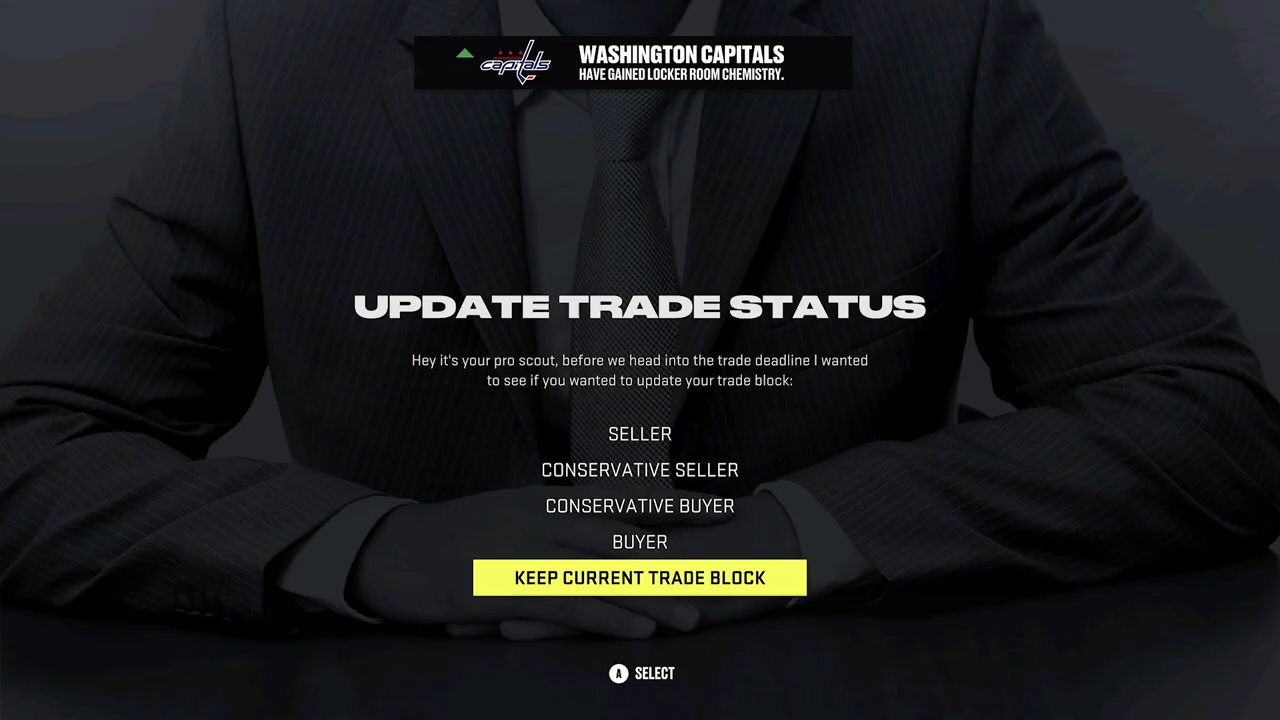 capitals
WASHINGTON CAPITALS
HAVE GAINED LOCKER ROOM CHEMISTRY.
UPDATE TRADE STATUS
Hey it's your pro scout, before we head into the trade deadline I wanted
to see if you wanted to update your trade block:
SELLER
CONSERVATIVE SELLER
CONSERVATIVE BUYER
BUYER
KEEP CURRENT TRADE BLOCK
A SELECT